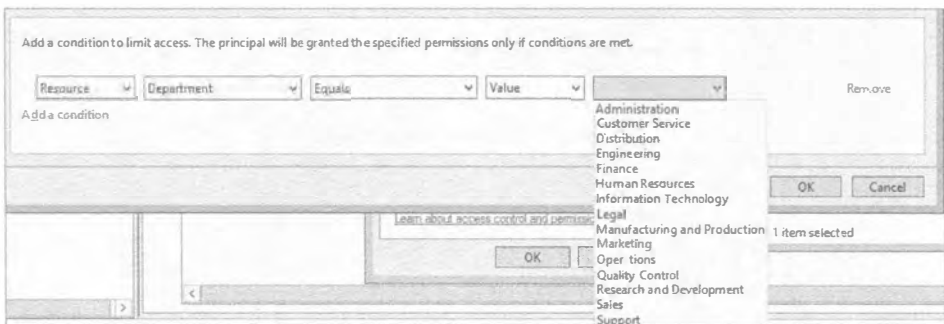 Add a condition to limit access. The principal will be granted the specified permissions only if conditions are met.
Resource Department Equals Value Remove
Add a condition
Administration
Customer Service
Distribution
Engineering
Finance
Human Resources
Information Technology
Legal
Manufacturing and Production
Marketing
Oper tions
Quality Control
Research and Development
Sales
Support
OK Cancel
Learn about access control and permissio
1 item selected
OK